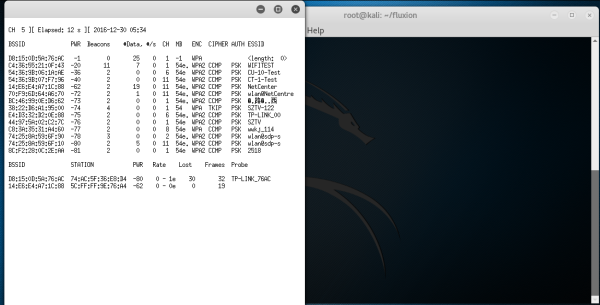 root@kali: ~/fluxion
Help
CH 5 ][ Elapsed: 12 s ][ 2016-12-30 05:34
BSSID PWR Beacons #Data, #/s CH MB ENC CIPHER AUTH ESSID
D8:15:0D:5A:76:AC -1 0 25 0 1 -1 WPA <length: 0>
C4:36:55:21:0F:43 -20 11 7 0 1 54e. WPA2 CCMP PSK WIFITEST
54:36:9B:06:1A:AE -36 2 0 0 6 54e WPA2 CCMP PSK CU-10-Test
54:36:9B:07:F7:96 -40 2 0 0 11 54e WPA2 CCMP PSK CT-1-Test
14:E6:E4:A7:1C:88 -62 2 19 0 11 54e. WPA2 CCMP PSK NetCenter
70:F9:6D:64:A6:70 -72 2 1 0 11 54e. WPA2 CCMP PSK wlan@NetCentre
BC:46:99:0E:D6:62 -73 2 0 0 1 54e. WPA2 CCMP PSK
38:22:D6:A1:95:00 -74 4 0 0 1 54 WPA TKIP PSK SZTV-122
E4:D3:32:B2:0E:88 -75 2 0 0 6 54e. WPA2 CCMP PSK TP-LINK_00
44:97:5A:02:C2:7C -76 2 0 0 1 54e. WPA2 CCMP PSK SZTV
C8:3A:35:31:A4:60 -77 2 0 0 8 54e WPA CCMP PSK wwkj_114
74:25:8A:59:6F:90 -78 3 0 0 2 54e. WPA2 CCMP PSK wlan@sdp-s
74:25:8A:59:6F:10 -80 2 5 0 11 54e. WPA2 CCMP PSK wlan@sdp-s
8C:F2:28:0C:2E:AA -81 2 0 0 1 54e. WPA2 CCMP PSK 2518
BSSID STATION PWR Rate Lost Frames Probe
D8:15:0D:5A:76:AC 74:AC:5F:36:E8:D4 -80 0 - 1e 30 32 TP-LINK_76AC
14:E6:E4:A7:1C:88 5C:FF:FF:9E:76:A4 -62 0 - 0e 0 19